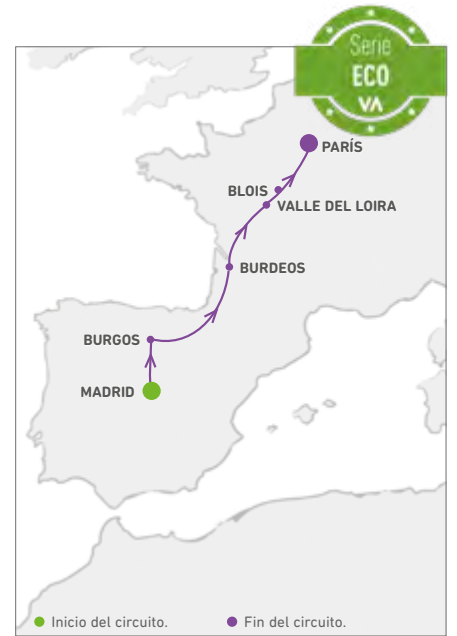 Serie
ECO
VA
PARÍS
BLOIS
VALLE DEL LOIRA
BURDEOS
BURGOS
MADRID
Inicio del circuito.
Fin del circuito.